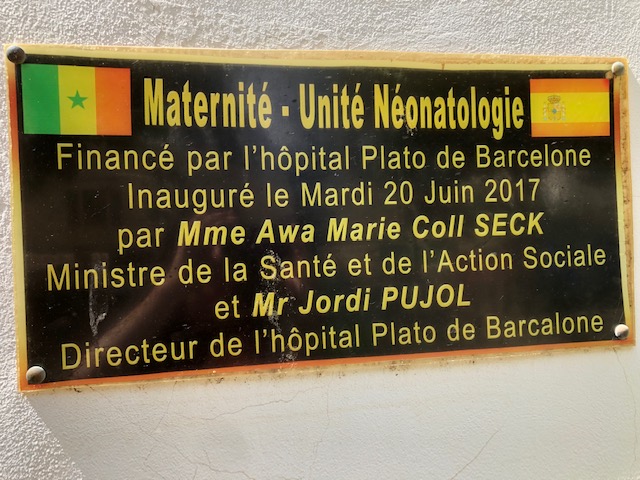 Maternité - Unité Néonatologie
Financé par l'hôpital Plato de Barcelone
Inauguré le Mardi 20 Juin 2017
par Mme Awa Marie Coll SECK
Ministre de la Santé et de l'Action Sociale
et Mr Jordi PUJOL
Directeur de l'hôpital Plato de Barcalone